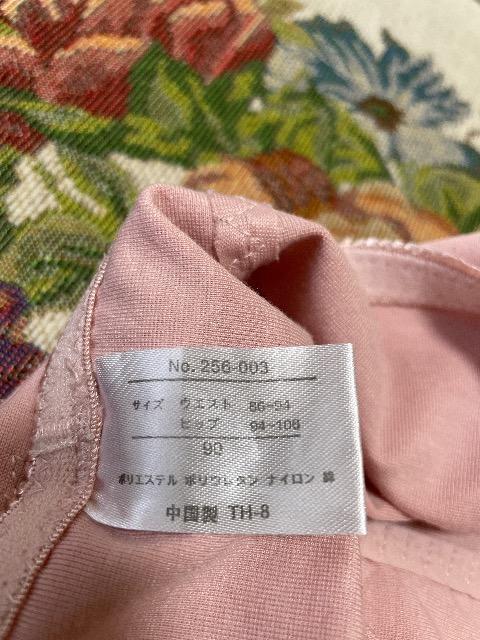 No. 256-003
サイズ ウエスト 86-94
ヒップ 94-106
90
ポリエステル ポリウレタン ナイロン 綿
中国製 TH-8